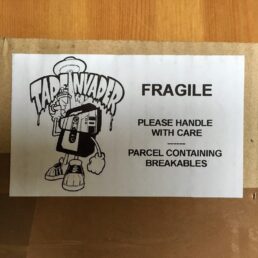 TAPE INVADER
FRAGILE
PLEASE HANDLE
WITH CARE
PARCEL CONTAINING
BREAKABLES